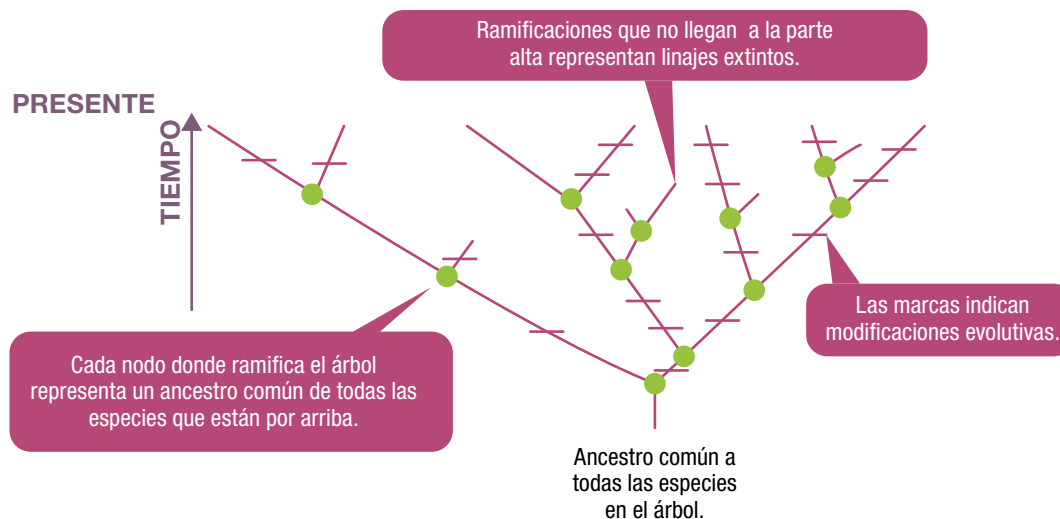 Ramificaciones que no llegan a la parte
alta representan linajes extintos.
PRESENTE
TIEMPO
Las marcas indican
modificaciones evolutivas.
Cada nodo donde ramifica el árbol
representa un ancestro común de todas las
especies que están por arriba.
Ancestro común a
todas las especies
en el árbol.